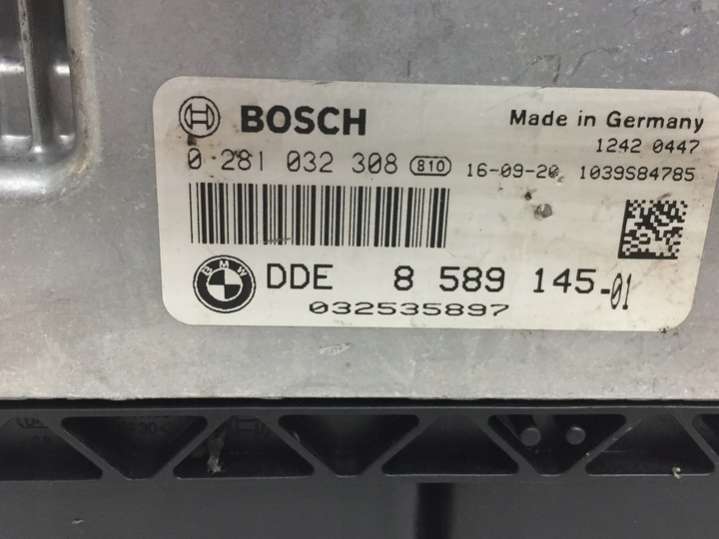 BOSCH Made in Germany
1242 0447
0 281 032 308 810 16-09-20 1039S84785
BMW DDE 8 589 145-01
032535897